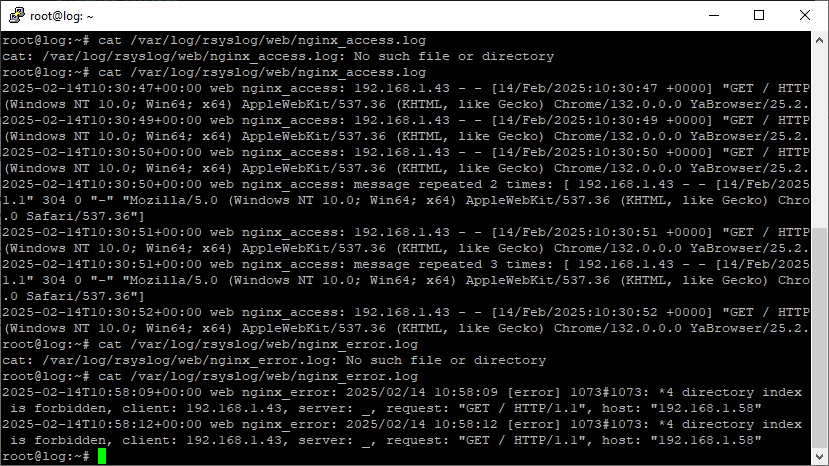 root@log: ~
root@log:~# cat /var/log/rsyslog/web/nginx_access.log
cat: /var/log/rsyslog/web/nginx_access.log: No such file or directory
root@log:~# cat /var/log/rsyslog/web/nginx_access.log
2025-02-14T10:30:47+00:00 web nginx_access: 192.168.1.43 - - [14/Feb/2025:10:30:47 +0000] "GET / HTTP
(Windows NT 10.0; Win64; x64) AppleWebKit/537.36 (KHTML, like Gecko) Chrome/132.0.0.0 YaBrowser/25.2.
2025-02-14T10:30:49+00:00 web nginx_access: 192.168.1.43 - - [14/Feb/2025:10:30:49 +0000] "GET / HTTP
(Windows NT 10.0; Win64; x64) AppleWebKit/537.36 (KHTML, like Gecko) Chrome/132.0.0.0 YaBrowser/25.2.
2025-02-14T10:30:50+00:00 web nginx_access: 192.168.1.43 - - [14/Feb/2025:10:30:50 +0000] "GET / HTTP
(Windows NT 10.0; Win64; x64) AppleWebKit/537.36 (KHTML, like Gecko) Chrome/132.0.0.0 YaBrowser/25.2.
2025-02-14T10:30:50+00:00 web nginx_access: message repeated 2 times: [ 192.168.1.43 - - [14/Feb/2025
1.1" 304 0 "-" "Mozilla/5.0 (Windows NT 10.0; Win64; x64) AppleWebKit/537.36 (KHTML, like Gecko) Chro
.0 Safari/537.36"]
2025-02-14T10:30:51+00:00 web nginx_access: 192.168.1.43 - - [14/Feb/2025:10:30:51 +0000] "GET / HTTP
(Windows NT 10.0; Win64; x64) AppleWebKit/537.36 (KHTML, like Gecko) Chrome/132.0.0.0 YaBrowser/25.2.
2025-02-14T10:30:51+00:00 web nginx_access: message repeated 3 times: [ 192.168.1.43 - - [14/Feb/2025
1.1" 304 0 "-" "Mozilla/5.0 (Windows NT 10.0; Win64; x64) AppleWebKit/537.36 (KHTML, like Gecko) Chro
.0 Safari/537.36"]
2025-02-14T10:30:52+00:00 web nginx_access: 192.168.1.43 - - [14/Feb/2025:10:30:52 +0000] "GET / HTTP
(Windows NT 10.0; Win64; x64) AppleWebKit/537.36 (KHTML, like Gecko) Chrome/132.0.0.0 YaBrowser/25.2.
root@log:~# cat /var/log/rsyslog/web/nginx_error.log
cat: /var/log/rsyslog/web/nginx_error.log: No such file or directory
root@log:~# cat /var/log/rsyslog/web/nginx_error.log
2025-02-14T10:58:09+00:00 web nginx_error: 2025/02/14 10:58:09 [error] 1073#1073: *4 directory index
is forbidden, client: 192.168.1.43, server: _, request: "GET / HTTP/1.1", host: "192.168.1.58"
2025-02-14T10:58:12+00:00 web nginx_error: 2025/02/14 10:58:12 [error] 1073#1073: *4 directory index
is forbidden, client: 192.168.1.43, server: _, request: "GET / HTTP/1.1", host: "192.168.1.58"
root@log:~#